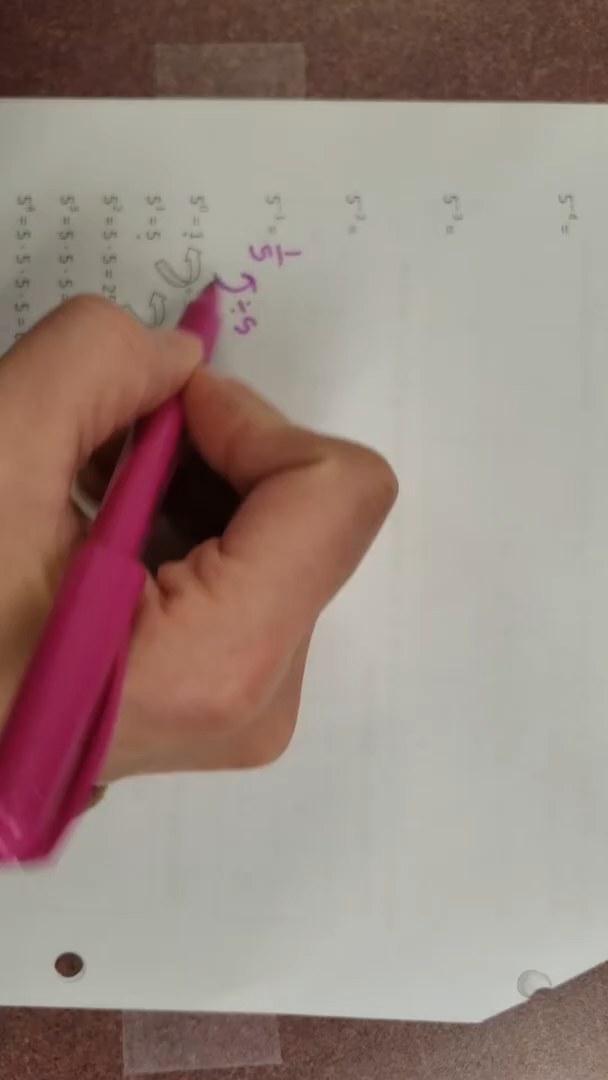 5⁻⁴ =
5⁻³ =
5⁻² =
5⁻¹ = 1/5
÷5
5⁰ = 1
5¹ = 5
5² = 5 · 5 =
5³ = 5 · 5 · 5
5⁴ = 5 · 5 · 5 · 5 =